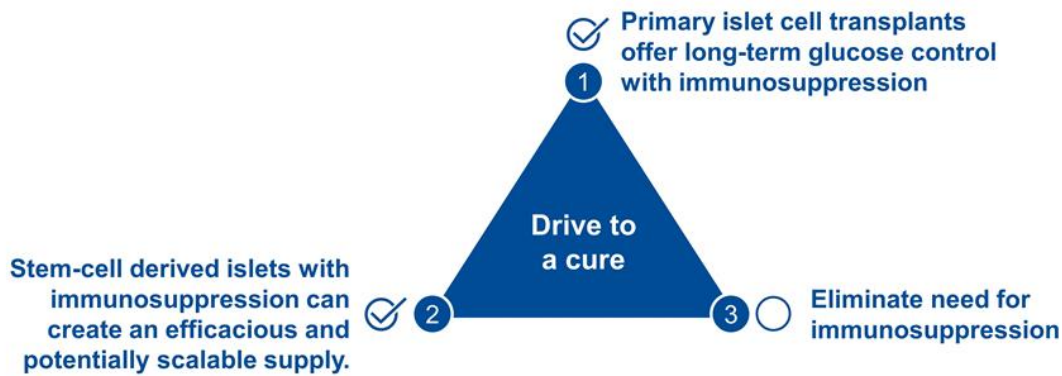 Primary islet cell transplants
offer long-term glucose control
with immunosuppression
1
Drive to
a cure
Stem-cell derived islets with
immunosuppression can
create an efficacious and
potentially scalable supply.
2
3
Eliminate need for
immunosuppression